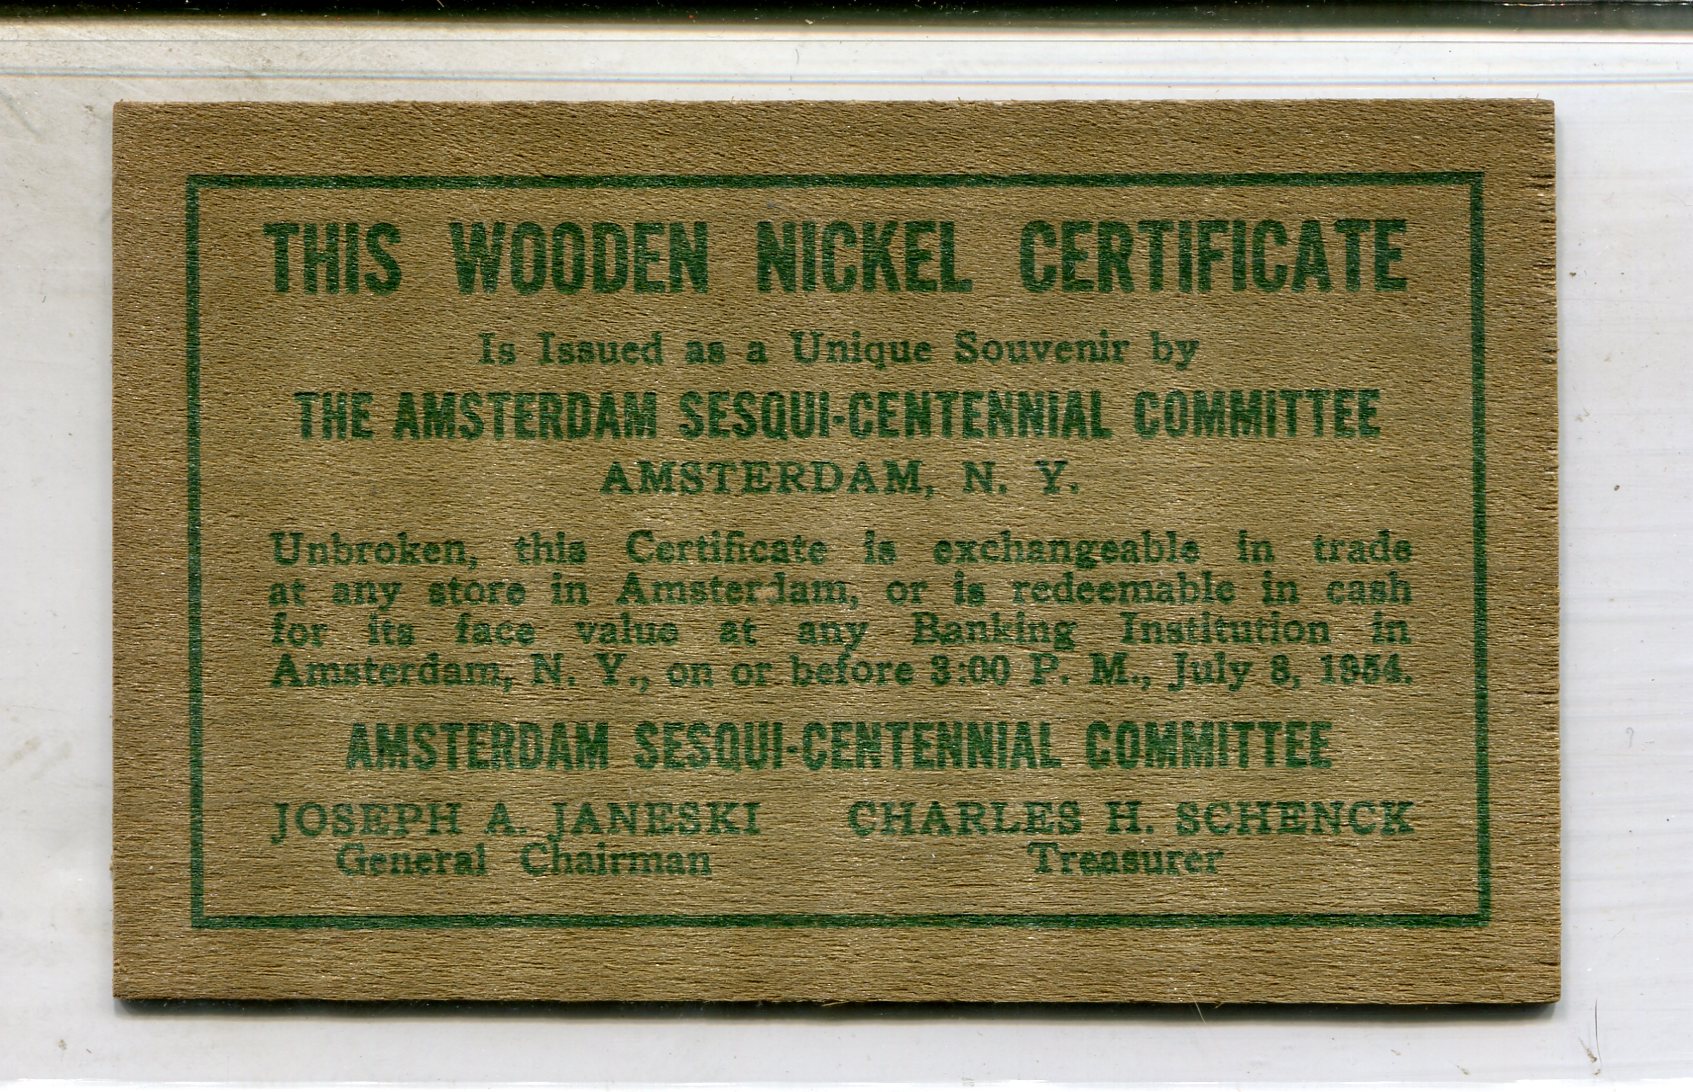 THIS WOODEN NICKEL CERTIFICATE
Is Issued as a Unique Souvenir by
THE AMSTERDAM SESQUI-CENTENNIAL COMMITTEE
AMSTERDAM, N. Y.
Unbroken, this Certificate is exchangeable in trade
at any store in Amsterdam, or is redeemable in cash
for its face value at any Banking Institution in
Amsterdam, N. Y., on or before 3:00 P. M., July 8, 1954.
AMSTERDAM SESQUI-CENTENNIAL COMMITTEE
JOSEPH A. JANESKI CHARLES H. SCHENCK
General Chairman Treasurer